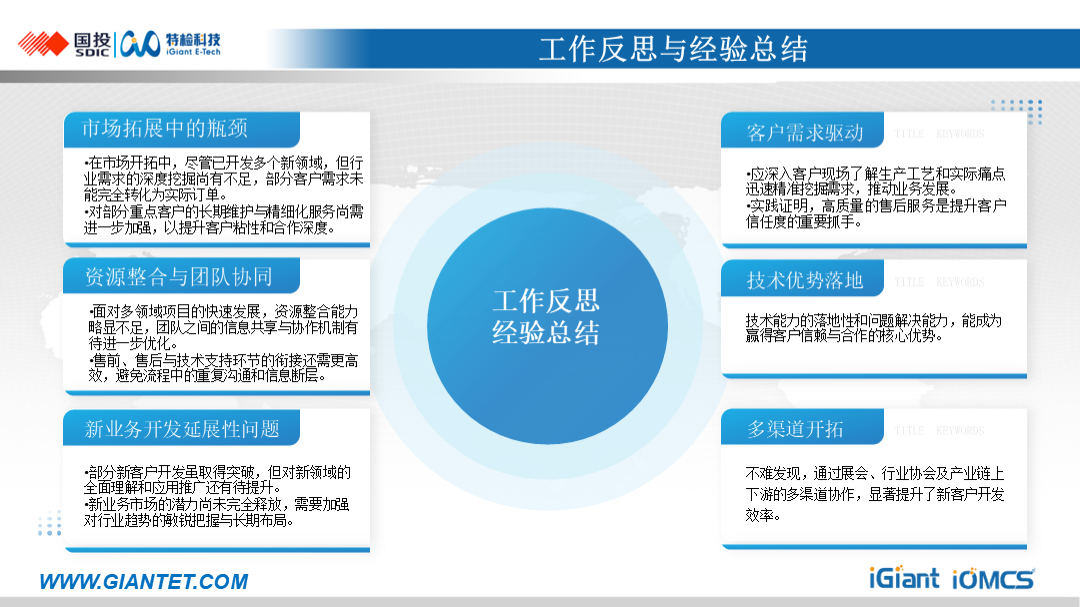 国投
SDIC
特检科技
iGiant E-Tech
工作反思与经验总结
市场拓展中的瓶颈
•在市场开拓中，尽管已开发多个新领域，但行
业需求的深度挖掘尚有不足，部分客户需求未
能完全转化为实际订单。
•对部分重点客户的长期维护与精细化服务尚需
进一步加强，以提升客户粘性和合作深度。
资源整合与团队协同
•面对多领域项目的快速发展，资源整合能力
略显不足，团队之间的信息共享与协作机制有
待进一步优化。
•售前、售后与技术支持环节的衔接还需更高
效，避免流程中的重复沟通和信息断层。
新业务开发延展性问题
•部分新客户开发虽取得突破，但对新领域的
全面理解和应用推广还有待提升。
•新业务市场的潜力尚未完全释放，需要加强
对行业趋势的敏锐把握与长期布局。
工作反思
经验总结
客户需求驱动
TITLE KEYWORDS
•应深入客户现场了解生产工艺和实际痛点
迅速精准挖掘需求，推动业务发展。
•实践证明，高质量的售后服务是提升客户
信任度的重要抓手。
技术优势落地
TITLE KEYWORDS
技术能力的落地性和问题解决能力，能成为
赢得客户信赖与合作的核心优势。
多渠道开拓
TITLE KEYWORDS
不难发现，通过展会、行业协会及产业链上
下游的多渠道协作，显著提升了新客户开发
效率。
WWW.GIANTET.COM
iGiant iOMCS